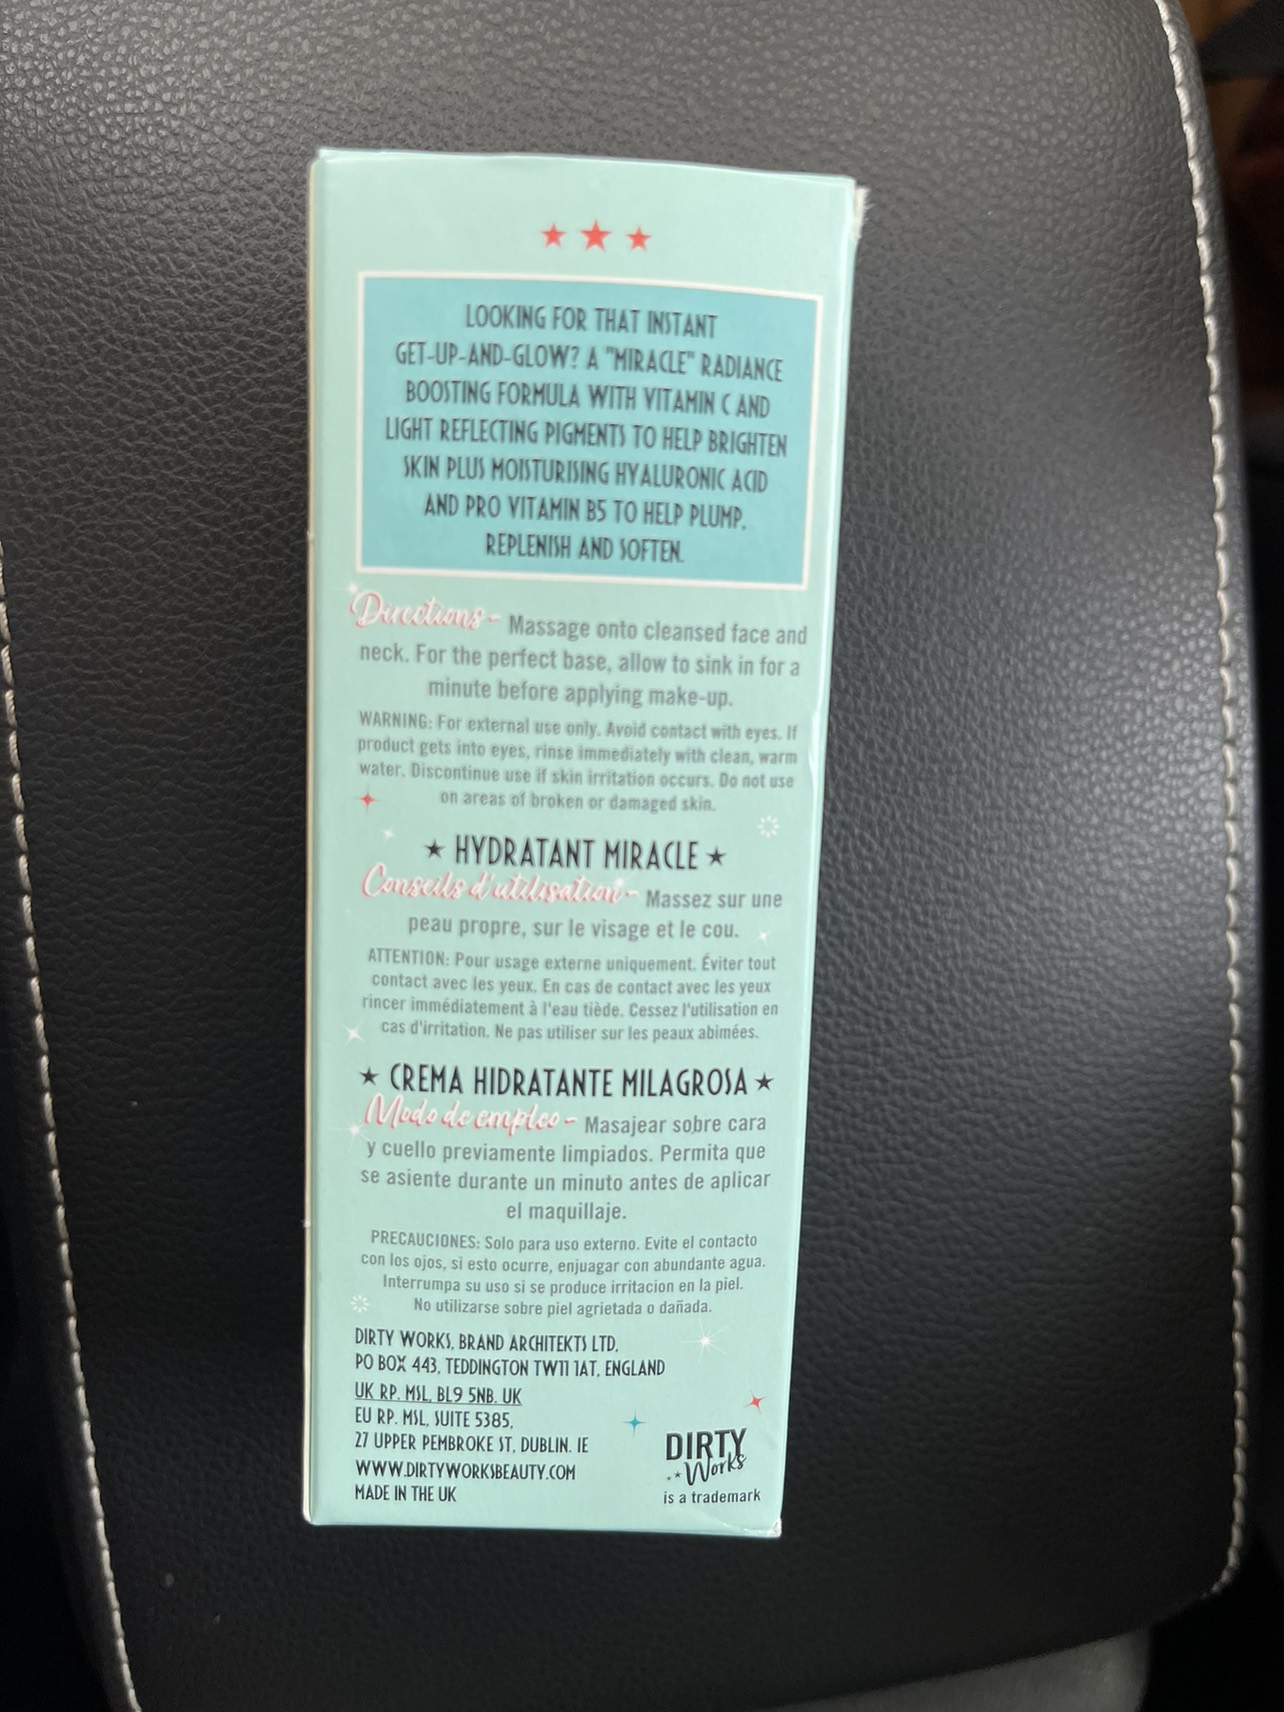 LOOKING FOR THAT INSTANT
GET-UP-AND-GLOW? A "MIRACLE" RADIANCE
BOOSTING FORMULA WITH VITAMIN C AND
LIGHT REFLECTING PIGMENTS TO HELP BRIGHTEN
SKIN PLUS MOISTURISING HYALURONIC ACID
AND PRO VITAMIN B5 TO HELP PLUMP,
REPLENISH AND SOFTEN.
Directions - Massage onto cleansed face and
neck. For the perfect base, allow to sink in for a
minute before applying make-up.
WARNING: For external use only. Avoid contact with eyes. If
product gets into eyes, rinse immediately with clean, warm
water. Discontinue use if skin irritation occurs. Do not use
on areas of broken or damaged skin.
★ HYDRATANT MIRACLE ★
Conseils d'utilisation - Massez sur une
peau propre, sur le visage et le cou.
ATTENTION: Pour usage externe uniquement. Éviter tout
contact avec les yeux. En cas de contact avec les yeux
rincer immédiatement à l'eau tiède. Cessez l'utilisation en
cas d'irritation. Ne pas utiliser sur les peaux abimées.
★ CREMA HIDRATANTE MILAGROSA ★
Modo de empleo - Masajear sobre cara
y cuello previamente limpiados. Permita que
se asiente durante un minuto antes de aplicar
el maquillaje.
PRECAUCIONES: Solo para uso externo. Evite el contacto
con los ojos, si esto ocurre, enjuagar con abundante agua.
Interrumpa su uso si se produce irritacion en la piel.
No utilizarse sobre piel agrietada o dañada.
DIRTY WORKS, BRAND ARCHITEKTS LTD,
PO BOX 443, TEDDINGTON TW11 1AT, ENGLAND
UK RP. MSL, BL9 5NB. UK
EU RP. MSL, SUITE 5385,
27 UPPER PEMBROKE ST, DUBLIN. IE
WWW.DIRTYWORKSBEAUTY.COM
MADE IN THE UK
DIRTY
Works
is a trademark